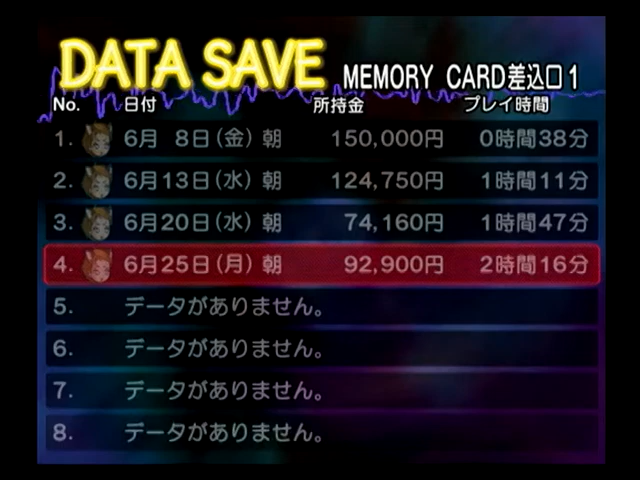 DATA SAVE MEMORY CARD差込口1
No. 日付 所持金 プレイ時間
1. 6月 8日(金) 朝 150,000円 0時間38分
2. 6月13日(水) 朝 124,750円 1時間11分
3. 6月20日(水) 朝 74,160円 1時間47分
4. 6月25日(月) 朝 92,900円 2時間16分
5. データがありません。
6. データがありません。
7. データがありません。
8. データがありません。